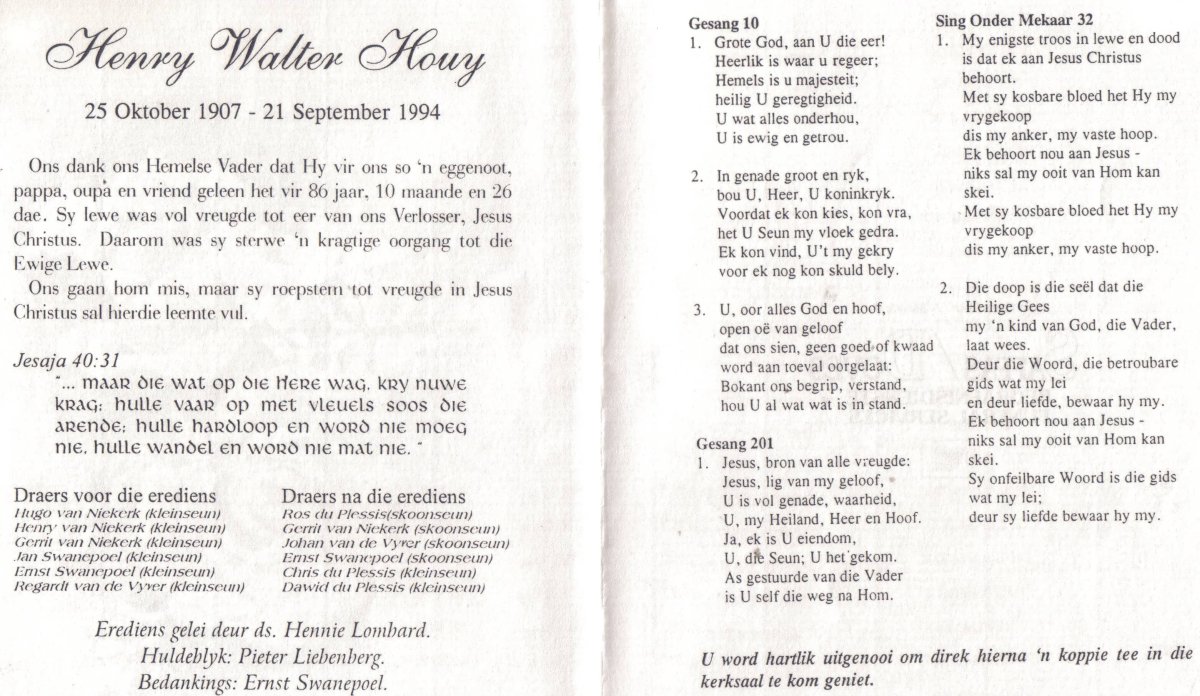 Henry Walter Houy
25 Oktober 1907 - 21 September 1994
Ons dank ons Hemelse Vader dat Hy vir ons so 'n eggenoot,
pappa, oupa en vriend geleen het vir 86 jaar, 10 maande en 26
dae. Sy lewe was vol vreugde tot eer van ons Verlosser, Jesus
Christus. Daarom was sy sterwe 'n kragtige oorgang tot die
Ewige Lewe.
Ons gaan hom mis, maar sy roepstem tot vreugde in Jesus
Christus sal hierdie leemte vul.
Jesaja 40:31
"... maar die wat op die Here wag, kry nuwe
krag; hulle vaar op met vleuels soos die
arende; hulle hardloop en word nie moeg
nie, hulle wandel en word nie mat nie. "
Draers voor die erediens
Hugo van Niekerk (kleinseun)
Henry van Niekerk (kleinseun)
Gerrit van Niekerk (kleinseun)
Jan Swanepoel (kleinseun)
Ernst Swanepoel (kleinseun)
Regardt van de Vyver (kleinseun)
Draers na die erediens
Ros du Plessis(skoonseun)
Gerrit van Niekerk (skoonseun)
Johan van de Vyver (skoonseun)
Ernst Swanepoel (skoonseun)
Chris du Plessis (kleinseun)
Dawid du Plessis (kleinseun)
Erediens gelei deur ds. Hennie Lombard.
Huldeblyk: Pieter Liebenberg.
Bedankings: Ernst Swanepoel.
Gesang 10
1. Grote God, aan U die eer!
Heerlik is waar u regeer;
Hemels is u majesteit;
heilig U geregtigheid.
U wat alles onderhou,
U is ewig en getrou.
2. In genade groot en ryk,
bou U, Heer, U koninkryk.
Voordat ek kon kies, kon vra,
het U Seun my vloek gedra.
Ek kon vind, U't my gekry
voor ek nog kon skuld bely.
3. U, oor alles God en hoof,
open oë van geloof
dat ons sien, geen goed of kwaad
word aan toeval oorgelaat:
Bokant ons begrip, verstand,
hou U al wat wat is in stand.
Gesang 201
1. Jesus, bron van alle vreugde:
Jesus, lig van my geloof,
U is vol genade, waarheid,
U, my Heiland, Heer en Hoof.
Ja, ek is U eiendom,
U, die Seun; U het gekom.
As gestuurde van die Vader
is U self die weg na Hom.
Sing Onder Mekaar 32
1. My enigste troos in lewe en dood
is dat ek aan Jesus Christus
behoort.
Met sy kosbare bloed het Hy my
vrygekoop
dis my anker, my vaste hoop.
Ek behoort nou aan Jesus -
niks sal my ooit van Hom kan
skei.
Met sy kosbare bloed het Hy my
vrygekoop
dis my anker, my vaste hoop.
2. Die doop is die seël dat die
Heilige Gees
my 'n kind van God, die Vader,
laat wees.
Deur die Woord, die betroubare
gids wat my lei
en deur liefde, bewaar hy my.
Ek behoort nou aan Jesus -
niks sal my ooit van Hom kan
skei.
Sy onfeilbare Woord is die gids
wat my lei;
deur sy liefde bewaar hy my.
U word hartlik uitgenooi om direk hierna 'n koppie tee in die
kerksaal te kom geniet.